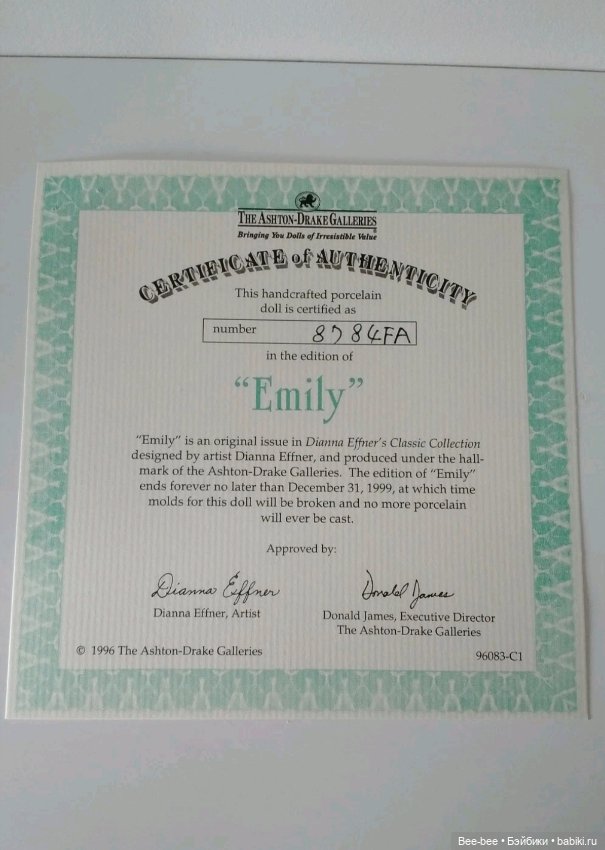 THE ASHTON-DRAKE GALLERIES
Bringing You Dolls of Irresistible Value
CERTIFICATE of AUTHENTICITY
This handcrafted porcelain
doll is certified as
number 8784FA
in the edition of
“Emily”
“Emily” is an original issue in Dianna Effner's Classic Collection
designed by artist Dianna Effner, and produced under the hall-
mark of the Ashton-Drake Galleries. The edition of “Emily”
ends forever no later than December 31, 1999, at which time
molds for this doll will be broken and no more porcelain
will ever be cast.
Approved by:
Dianna Effner Donald James
Dianna Effner, Artist Donald James, Executive Director
The Ashton-Drake Galleries
© 1996 The Ashton-Drake Galleries 96083-C1
Bee-bee • Бэйбики • babiki.ru